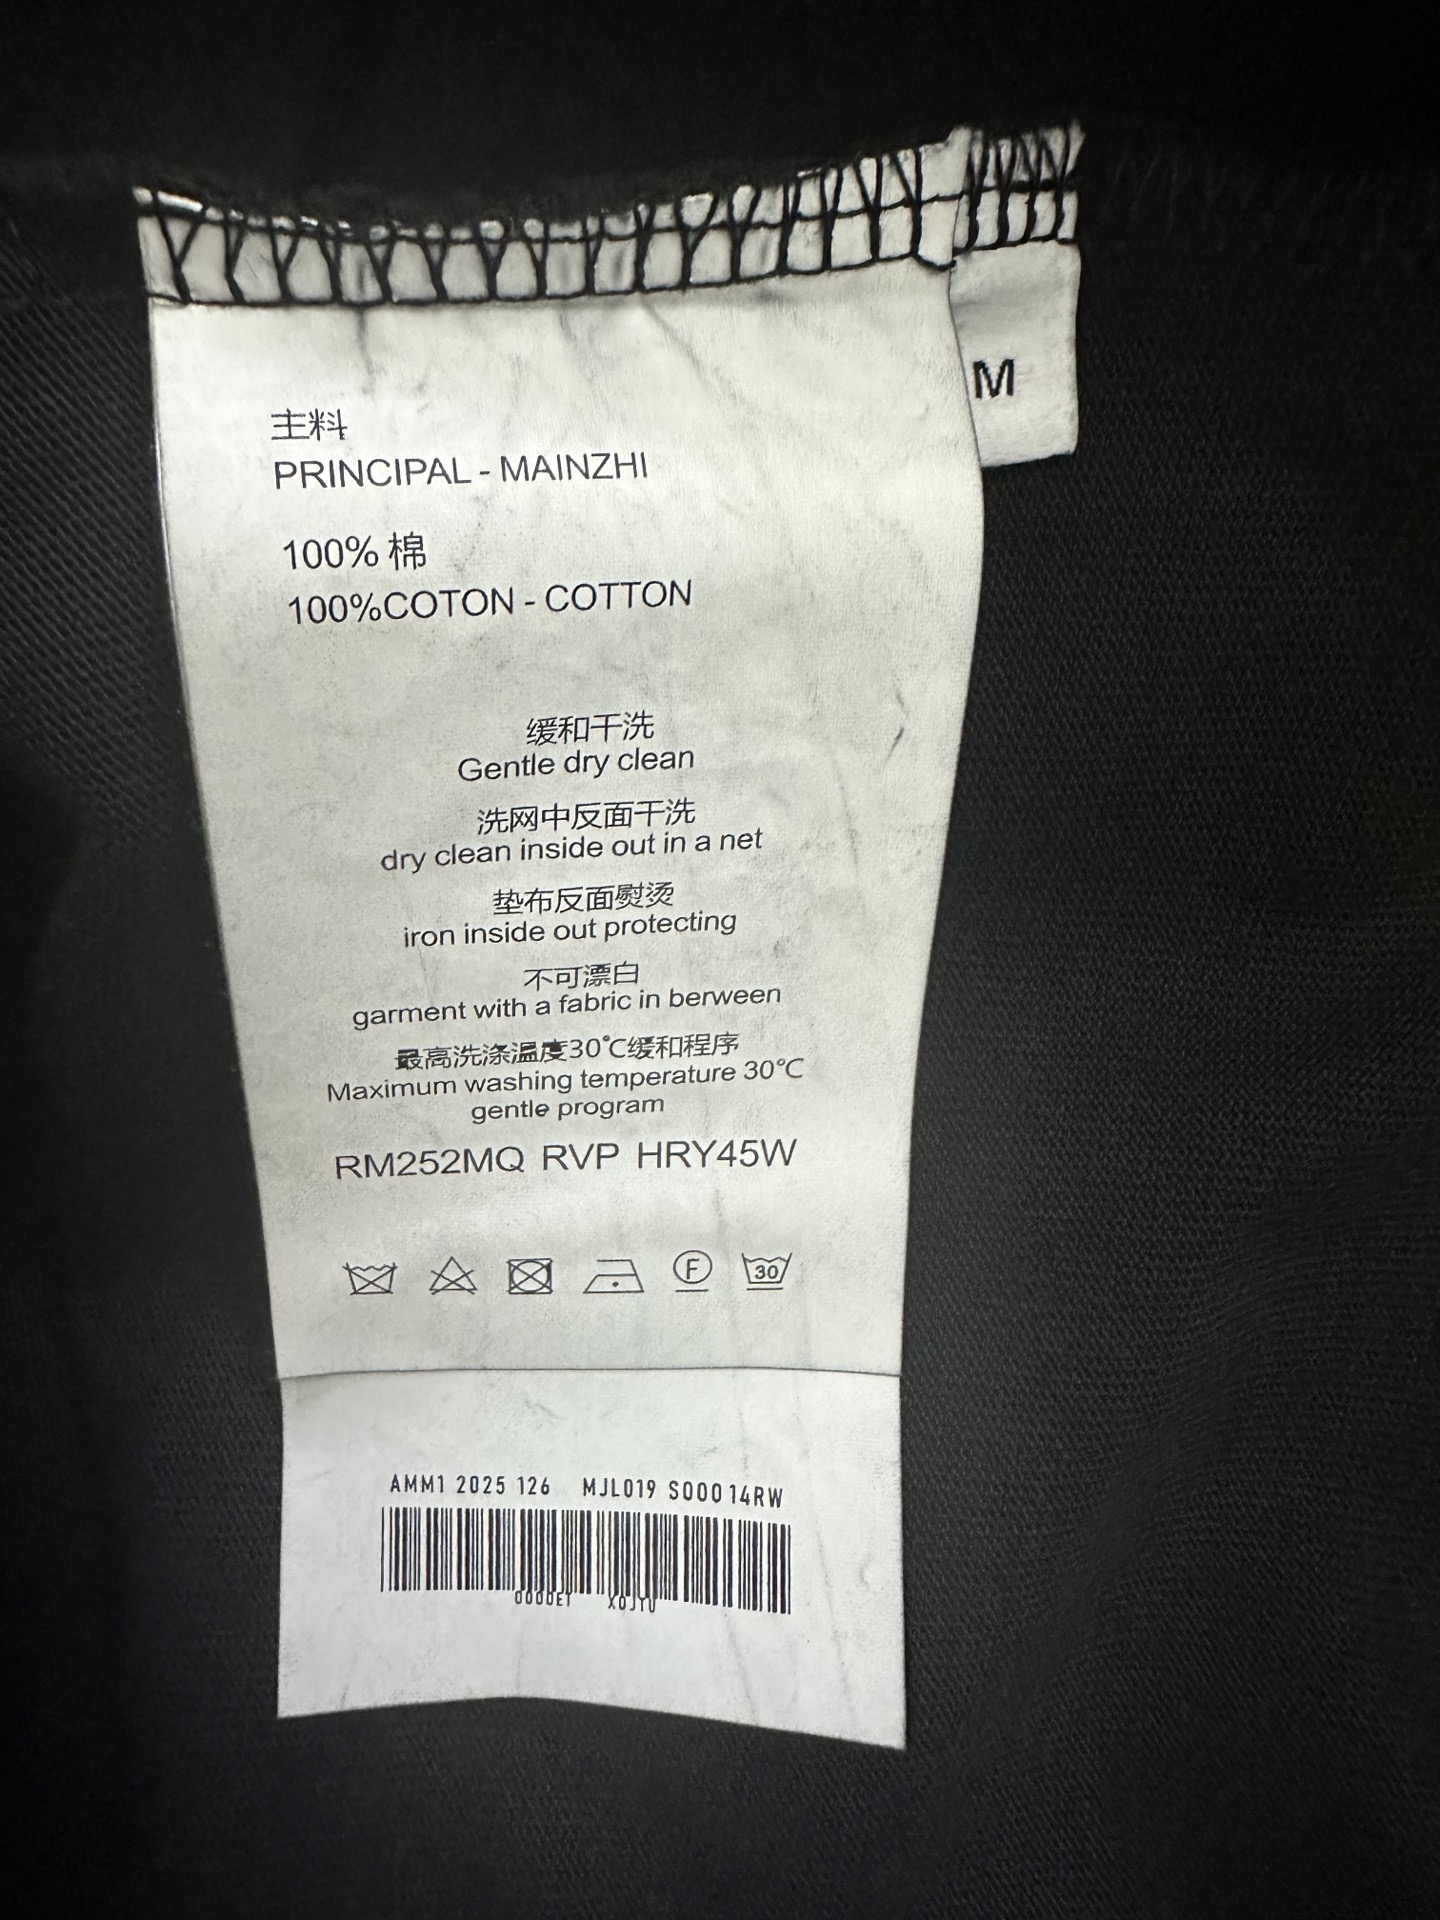 M
主料
PRINCIPAL - MAINZHI
100% 棉
100%COTON - COTTON
缓和干洗
Gentle dry clean
洗网中反面干洗
dry clean inside out in a net
垫布反面熨烫
iron inside out protecting
不可漂白
garment with a fabric in berween
最高洗涤温度30℃缓和程序
Maximum washing temperature 30℃
gentle program
RM252MQ RVP HRY45W
F 30
AMM1 2025 126 MJL019 S00014RW
0000ET XOJYU